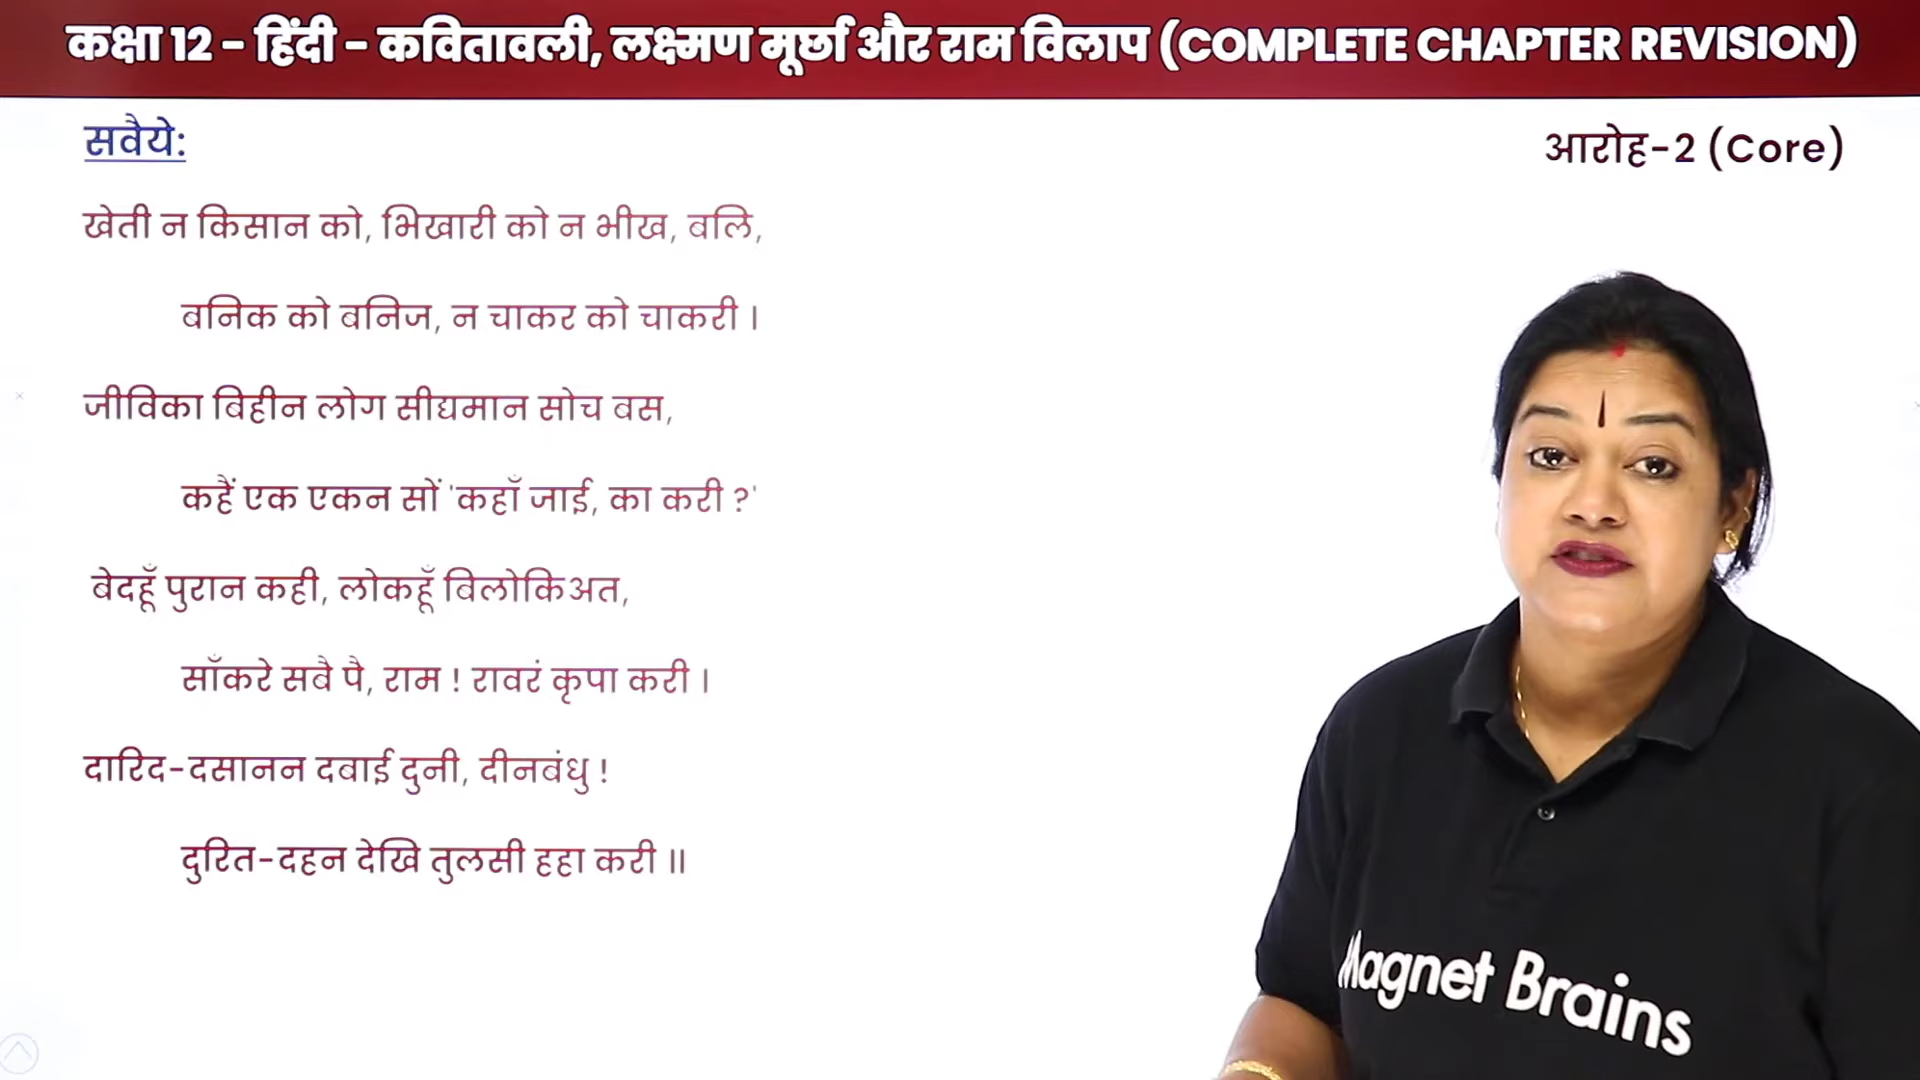 कक्षा 12 - हिंदी - कवितावली, लक्ष्मण मूर्छा और राम विलाप (COMPLETE CHAPTER REVISION)
सवैये:
आरोह-2 (Core)
खेती न किसान को, भिखारी को न भीख, बलि,
बनिक को बनिज, न चाकर को चाकरी ।
जीविका बिहीन लोग सीद्यमान सोच बस,
कहैं एक एकन सों 'कहाँ जाई, का करी ?'
बेदहूँ पुरान कही, लोकहूँ बिलोकिअत,
साँकरे सबै पै, राम ! रावरं कृपा करी ।
दारिद-दसानन दबाई दुनी, दीनबंधु !
दुरित-दहन देखि तुलसी हहा करी ॥
Magnet Brains